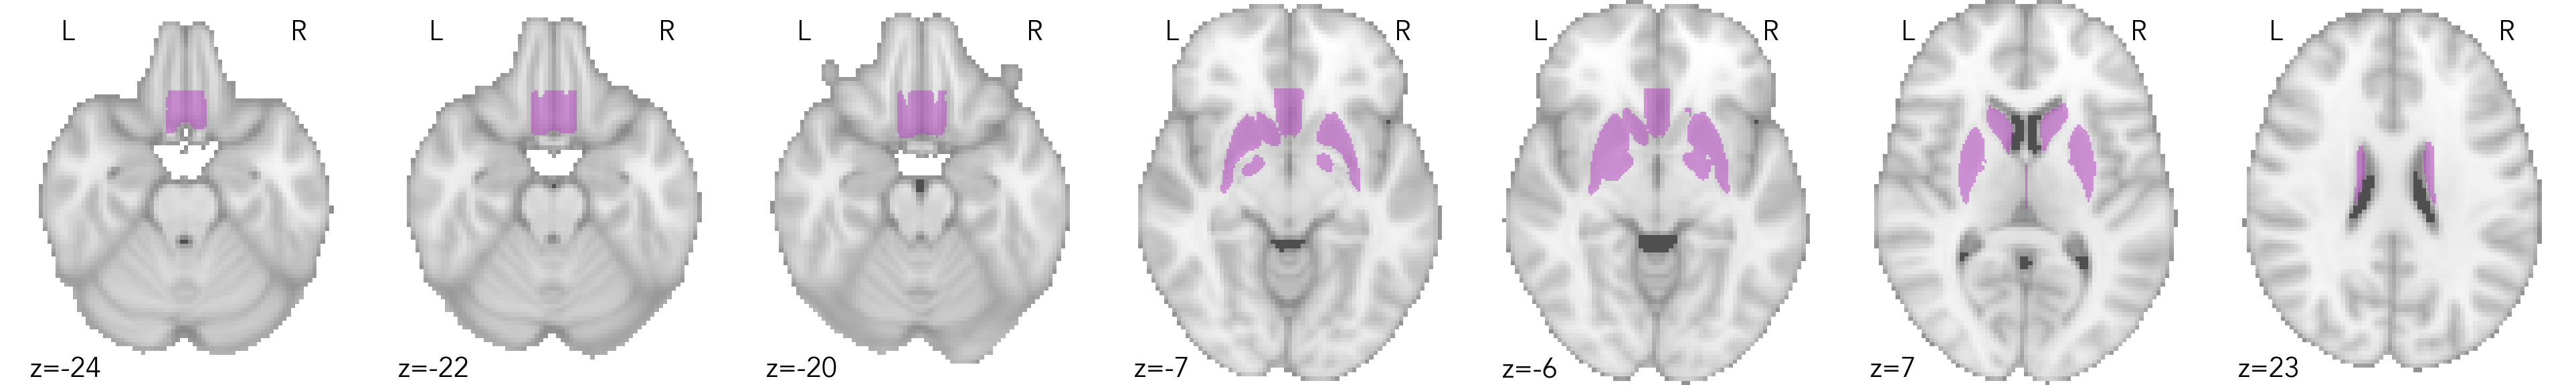 L R L R L R L R L R L R L R
z=-24 z=-22 z=-20 z=-7 z=-6 z=7 z=23